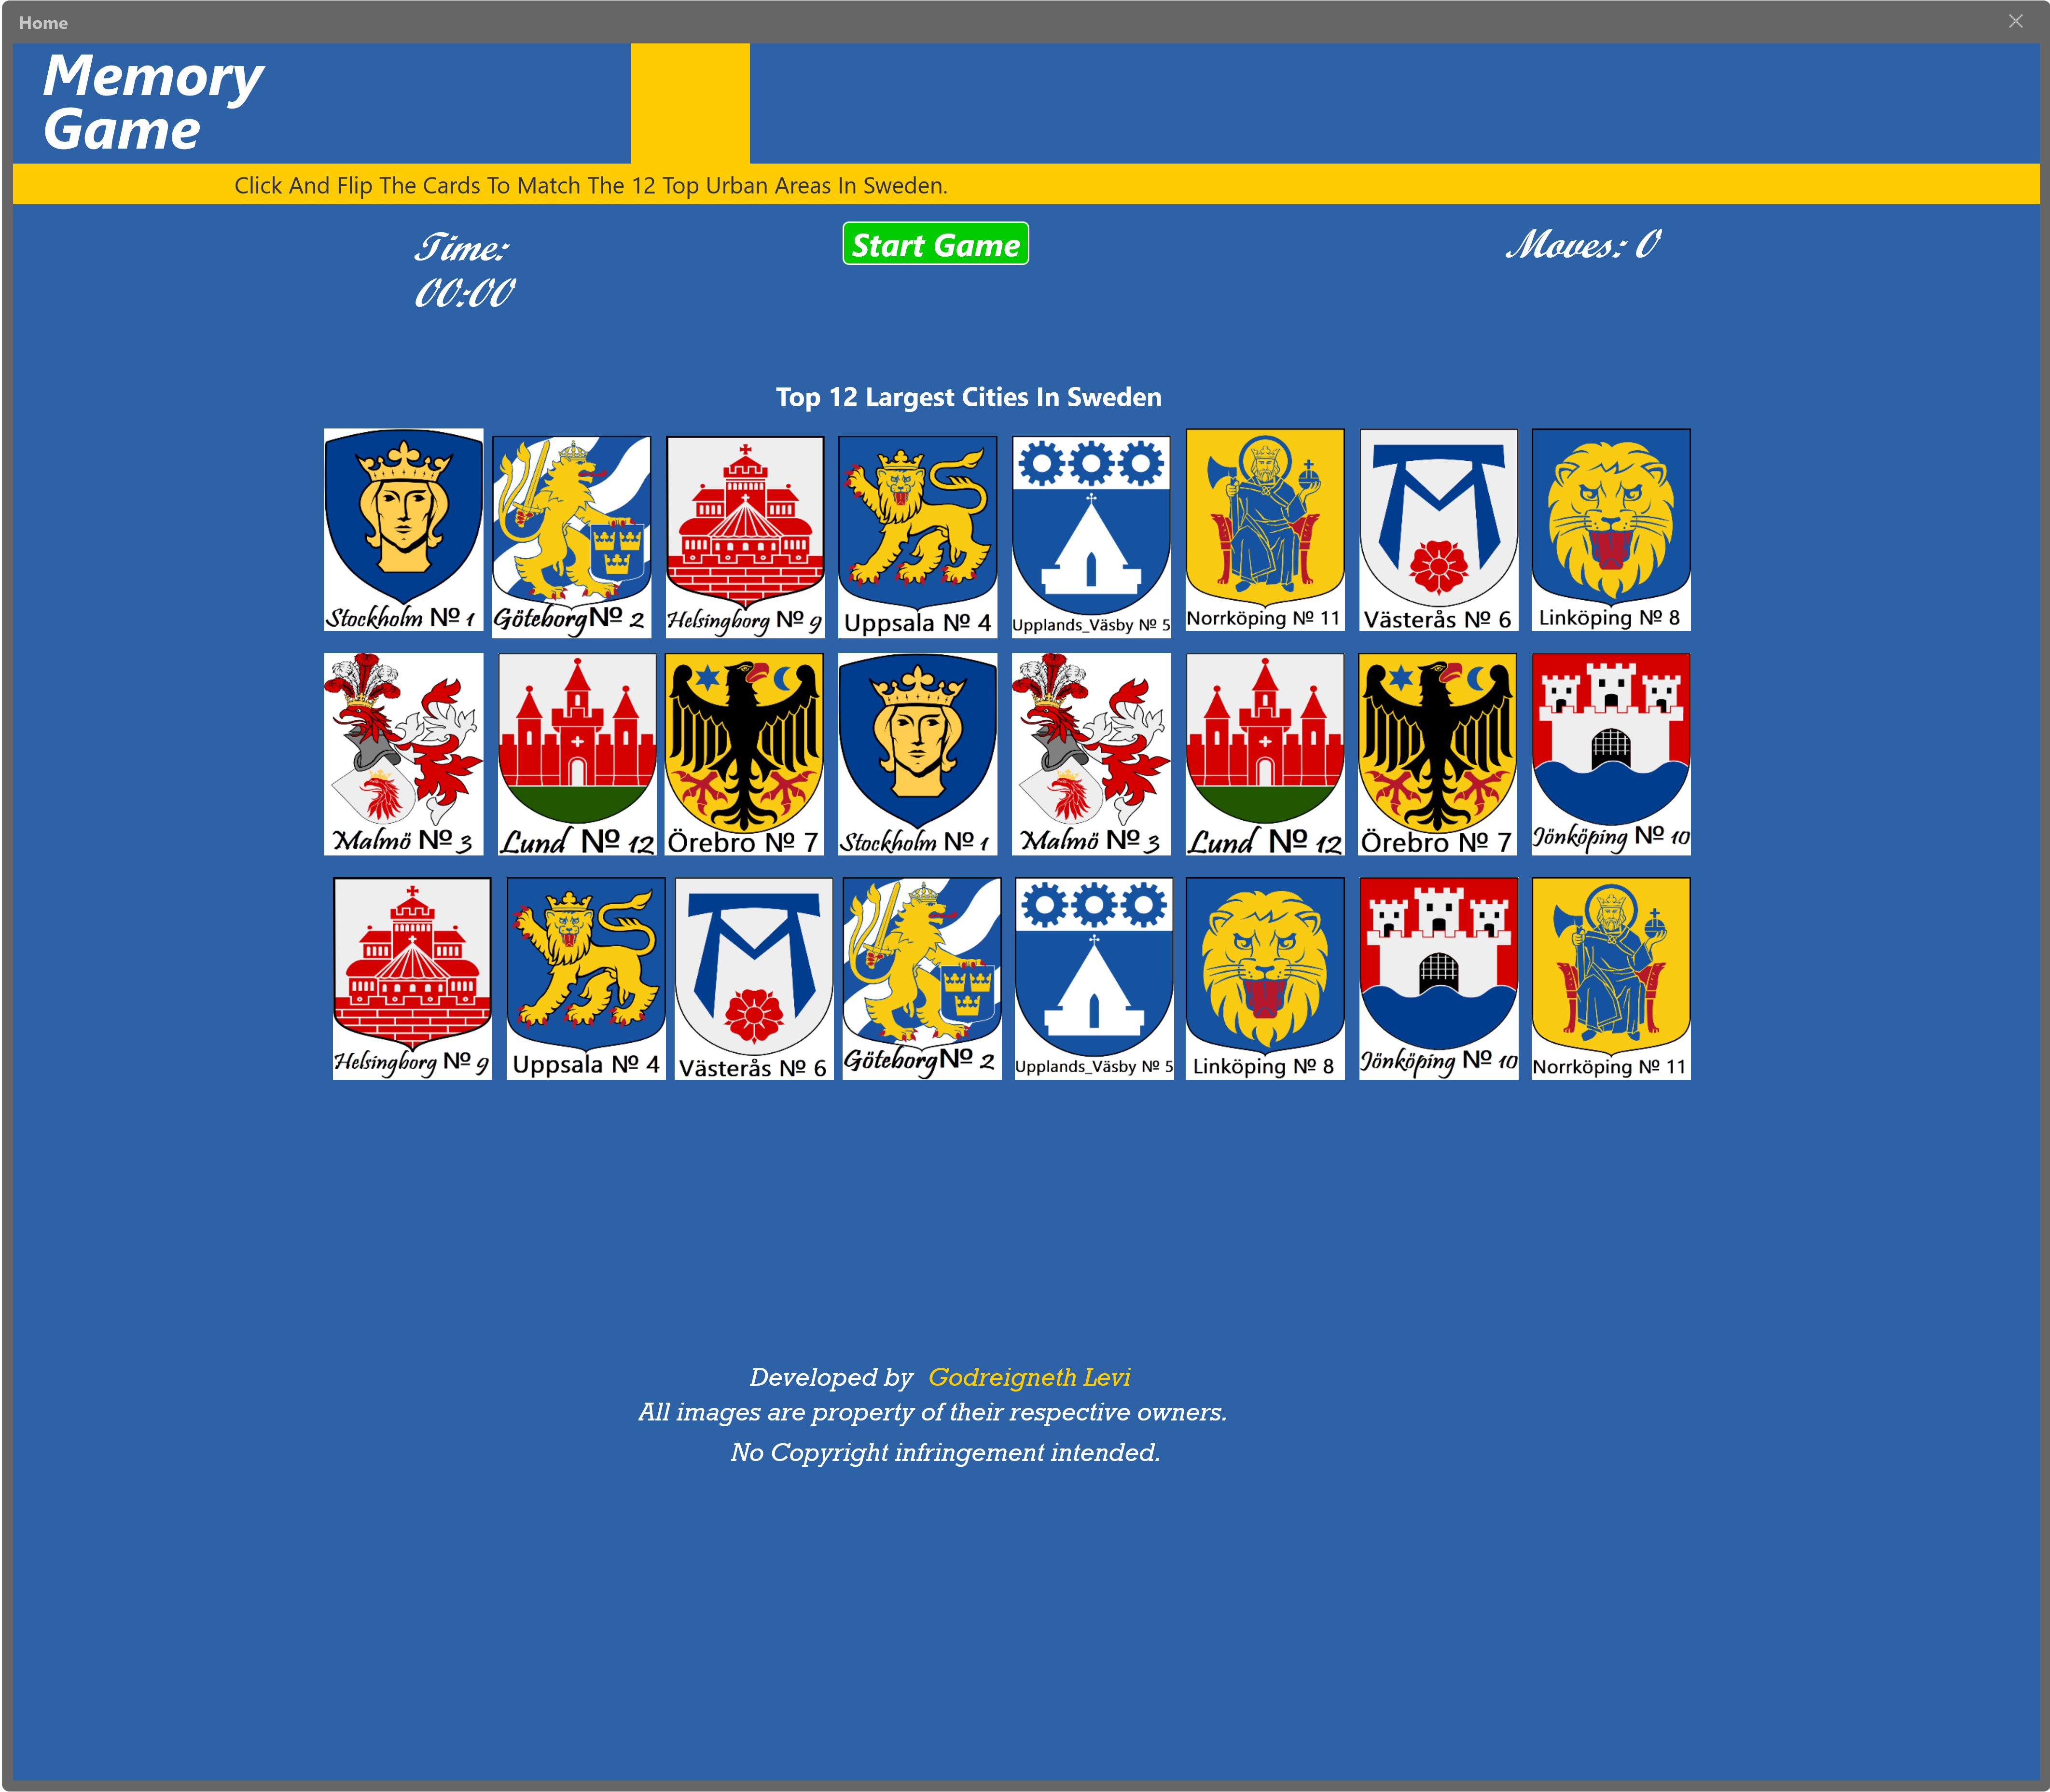 Home
Memory
Game
Click And Flip The Cards To Match The 12 Top Urban Areas In Sweden.
Time:
00:00
Start Game
Moves: 0
Top 12 Largest Cities In Sweden
Stockholm № 1
Göteborg№ 2
Helsingborg № 9
Uppsala № 4
Upplands_Väsby № 5
Norrköping № 11
Västerås № 6
Linköping № 8
Malmö № 3
Lund № 12
Örebro № 7
Stockholm № 1
Malmö № 3
Lund № 12
Örebro № 7
Jönköping № 10
Helsingborg № 9
Uppsala № 4
Västerås № 6
Göteborg№ 2
Upplands_Väsby № 5
Linköping № 8
Jönköping № 10
Norrköping № 11
Developed by Godreigneth Levi
All images are property of their respective owners.
No Copyright infringement intended.